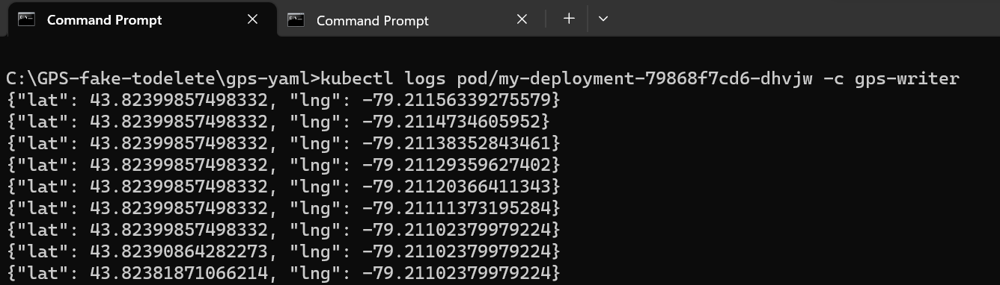 Command Prompt
Command Prompt
C:\GPS-fake-todelete\gps-yaml>kubectl logs pod/my-deployment-79868f7cd6-dhvjw -c gps-writer
{"lat": 43.82399857498332, "lng": -79.21156339275579}
{"lat": 43.82399857498332, "lng": -79.2114734605952}
{"lat": 43.82399857498332, "lng": -79.21138352843461}
{"lat": 43.82399857498332, "lng": -79.21129359627402}
{"lat": 43.82399857498332, "lng": -79.21120366411343}
{"lat": 43.82399857498332, "lng": -79.21111373195284}
{"lat": 43.82399857498332, "lng": -79.21102379979224}
{"lat": 43.82390864282273, "lng": -79.21102379979224}
{"lat": 43.82381871066214, "lng": -79.21102379979224}